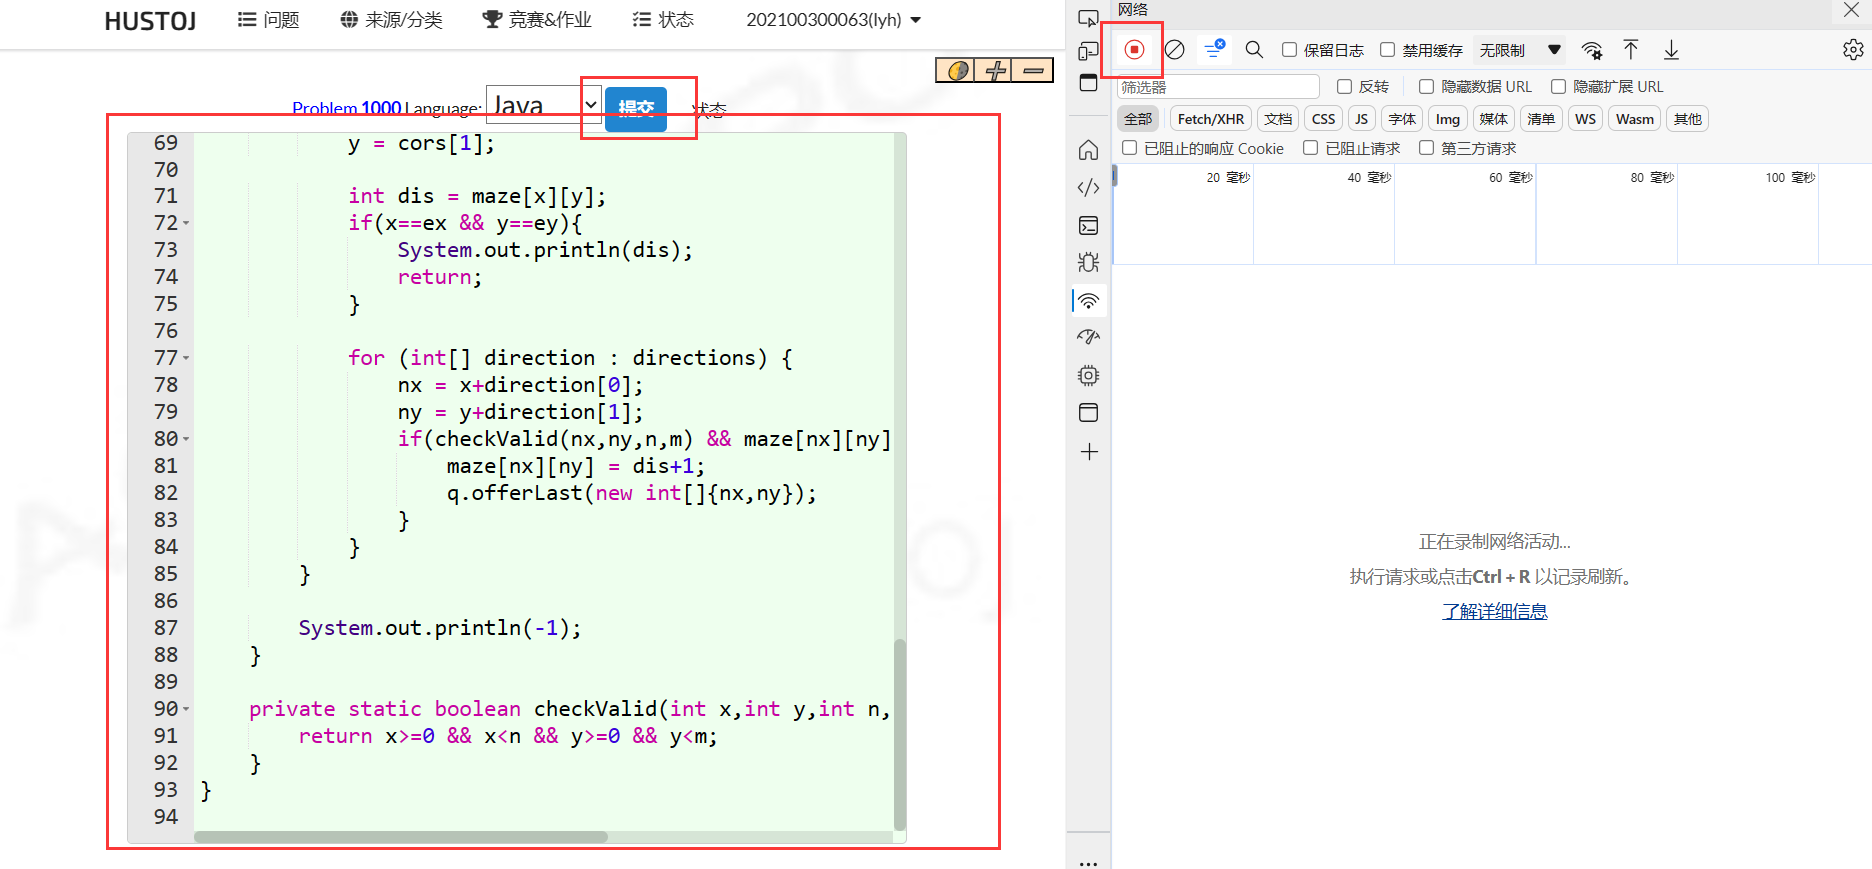 HUSTOJ 问题 来源/分类 竞赛&作业 状态 202100300063(lyh)
Problem 1000 Language: Java 提交 状态
69 y = cors[1];
70
71 int dis = maze[x][y];
72 if(x==ex && y==ey){
73 System.out.println(dis);
74 return;
75 }
76
77 for (int[] direction : directions) {
78 nx = x+direction[0];
79 ny = y+direction[1];
80 if(checkValid(nx,ny,n,m) && maze[nx][ny]
81 maze[nx][ny] = dis+1;
82 q.offerLast(new int[]{nx,ny});
83 }
84 }
85 }
86
87 System.out.println(-1);
88 }
89
90 private static boolean checkValid(int x,int y,int n,
91 return x>=0 && x<n && y>=0 && y<m;
92 }
93 }
94
网络
保留日志 禁用缓存 无限制
筛选器 反转 隐藏数据 URL 隐藏扩展 URL
全部 Fetch/XHR 文档 CSS JS 字体 Img 媒体 清单 WS Wasm 其他
已阻止的响应 Cookie 已阻止请求 第三方请求
20 毫秒 40 毫秒 60 毫秒 80 毫秒 100 毫秒
正在录制网络活动...
执行请求或点击Ctrl + R 以记录刷新。
了解详细信息